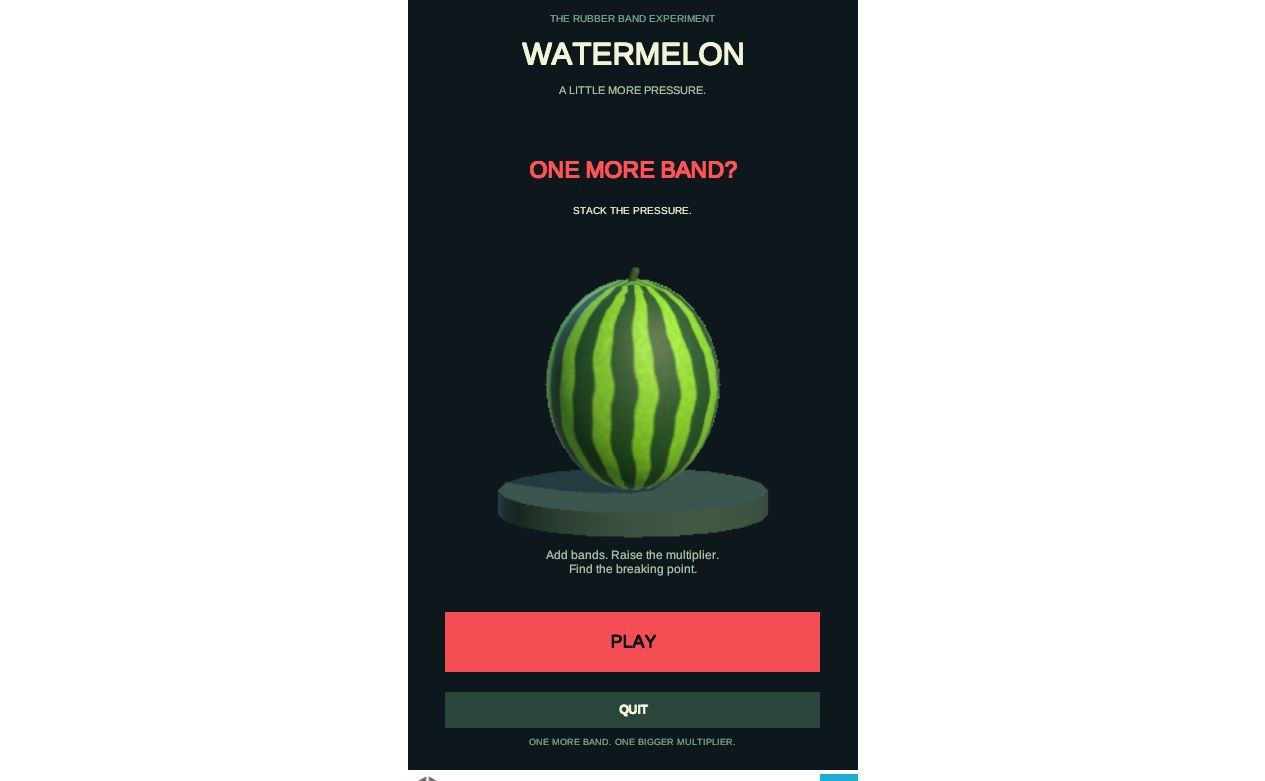 THE RUBBER BAND EXPERIMENT
WATERMELON
A LITTLE MORE PRESSURE.
ONE MORE BAND?
STACK THE PRESSURE.
Add bands. Raise the multiplier.
Find the breaking point.
PLAY
QUIT
ONE MORE BAND. ONE BIGGER MULTIPLIER.